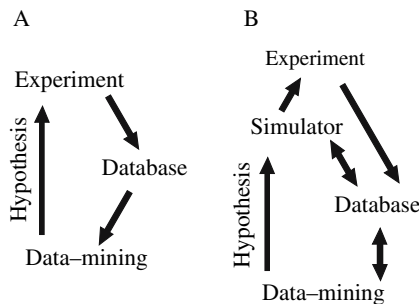 A
Experiment
Hypothesis
Database
Data–mining
B
Experiment
Simulator
Hypothesis
Database
Data–mining